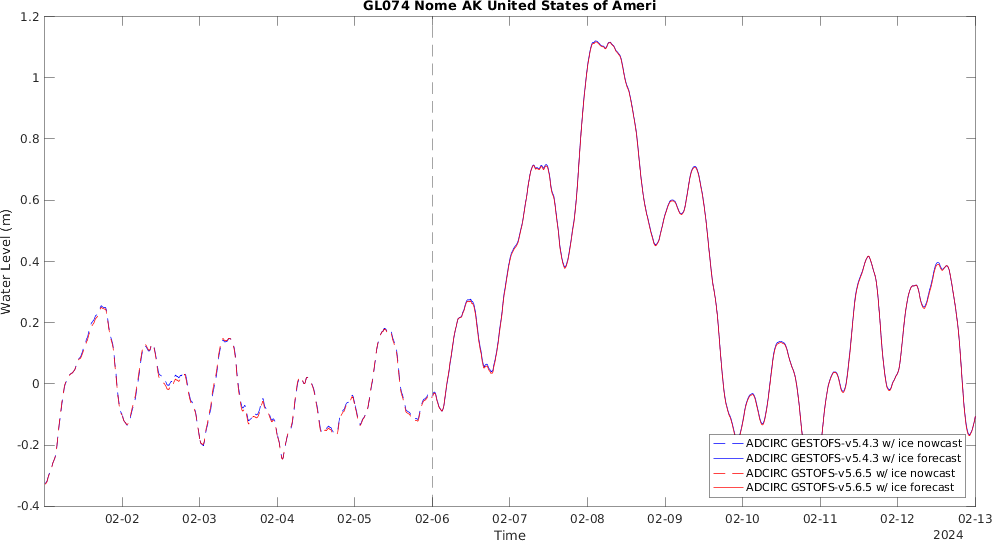 GL074 Nome AK United States of Ameri
1.2
1
0.8
0.6
0.4
0.2
0
-0.2
-0.4
Water Level (m)
ADCIRC GESTOFS-v5.4.3 w/ ice nowcast
ADCIRC GESTOFS-v5.4.3 w/ ice forecast
ADCIRC GSTOFS-v5.6.5 w/ ice nowcast
ADCIRC GSTOFS-v5.6.5 w/ ice forecast
02-02 02-03 02-04 02-05 02-06 02-07 02-08 02-09 02-10 02-11 02-12 02-13
Time
2024